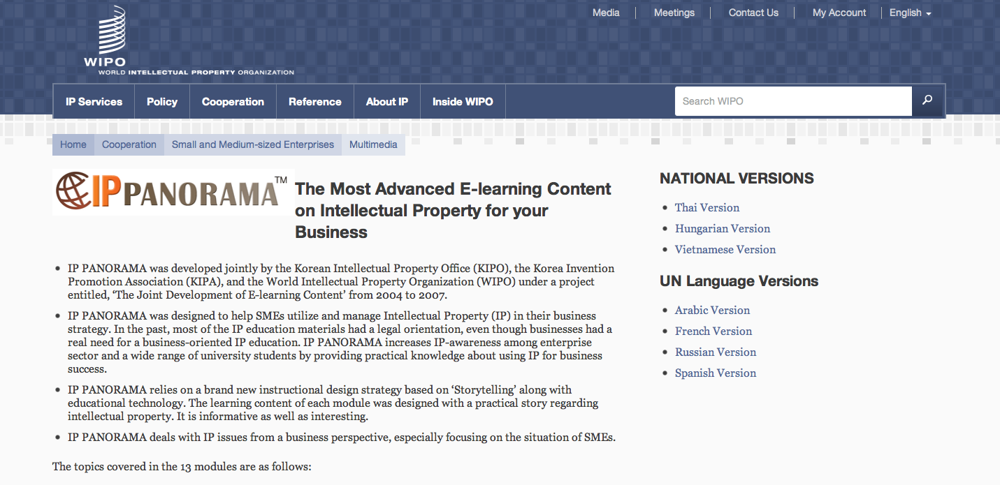 Media
Meetings
Contact Us
My Account
English
WIPO
WORLD INTELLECTUAL PROPERTY ORGANIZATION
IP Services
Policy
Cooperation
Reference
About IP
Inside WIPO
Search WIPO
Home
Cooperation
Small and Medium-sized Enterprises
Multimedia
IP PANORAMA™
The Most Advanced E-learning Content
on Intellectual Property for your
Business
• IP PANORAMA was developed jointly by the Korean Intellectual Property Office (KIPO), the Korea Invention
Promotion Association (KIPA), and the World Intellectual Property Organization (WIPO) under a project
entitled, ‘The Joint Development of E-learning Content’ from 2004 to 2007.
• IP PANORAMA was designed to help SMEs utilize and manage Intellectual Property (IP) in their business
strategy. In the past, most of the IP education materials had a legal orientation, even though businesses had a
real need for a business-oriented IP education. IP PANORAMA increases IP-awareness among enterprise
sector and a wide range of university students by providing practical knowledge about using IP for business
success.
• IP PANORAMA relies on a brand new instructional design strategy based on ‘Storytelling’ along with
educational technology. The learning content of each module was designed with a practical story regarding
intellectual property. It is informative as well as interesting.
• IP PANORAMA deals with IP issues from a business perspective, especially focusing on the situation of SMEs.
The topics covered in the 13 modules are as follows:
NATIONAL VERSIONS
• Thai Version
• Hungarian Version
• Vietnamese Version
UN Language Versions
• Arabic Version
• French Version
• Russian Version
• Spanish Version